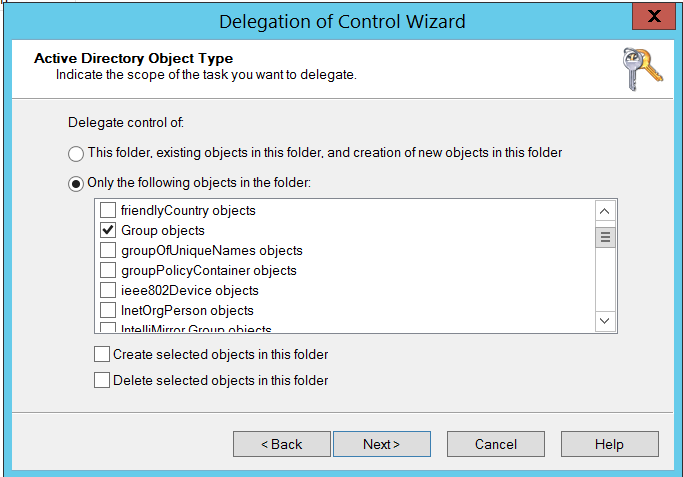 Delegation of Control Wizard
X
Active Directory Object Type
Indicate the scope of the task you want to delegate.
Delegate control of:
This folder, existing objects in this folder, and creation of new objects in this folder
Only the following objects in the folder:
friendlyCountry objects
Group objects
groupOfUniqueNames objects
groupPolicyContainer objects
ieee802Device objects
InetOrgPerson objects
IntelliMirror Group objects
Create selected objects in this folder
Delete selected objects in this folder
< Back
Next >
Cancel
Help